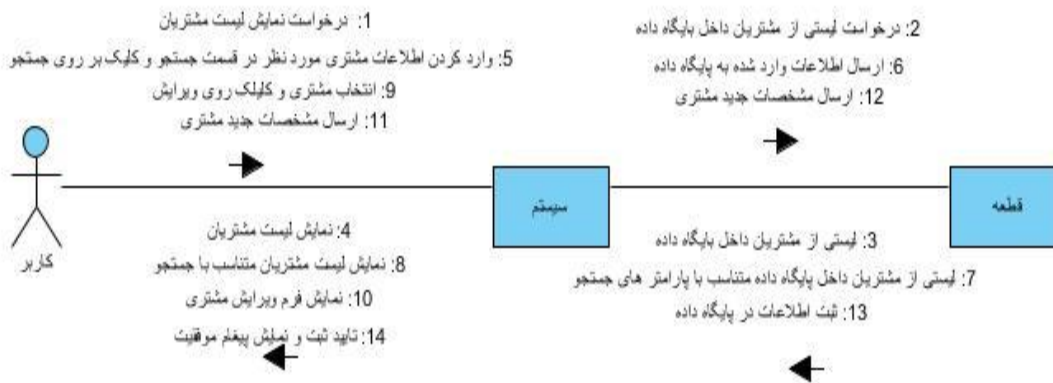 1: درخواست نمایش لیست مشتریان
5: وارد کردن اطلاعات مشتری مورد نظر در قسمت جستجو و کلیک بر روی جستجو
9: انتخاب مشتری و کلیلک روی ویرایش
11: ارسال مشخصات جدید مشتری
2: درخواست لیستی از مشتریان داخل بایگاه داده
6: ارسال اطلاعات وارد شده به پایگاه داده
12: ارسال مشخصات جدید مشتری
کاربر
سیستم
قطعه
4: نمایش لیست مشتریان
8: نمایش لیست مشتریان متناسب با جستجو
10: نمایش فرم ویرایش مشتری
14: تایید ثبت و نمایش پیغام موفقیت
3: لیستی از مشتریان داخل بایگاه داده
7: لیستی از مشتریان داخل پایگاه داده متناسب با پارامتر های جستجو
13: ثبت اطلاعات در پایگاه داده